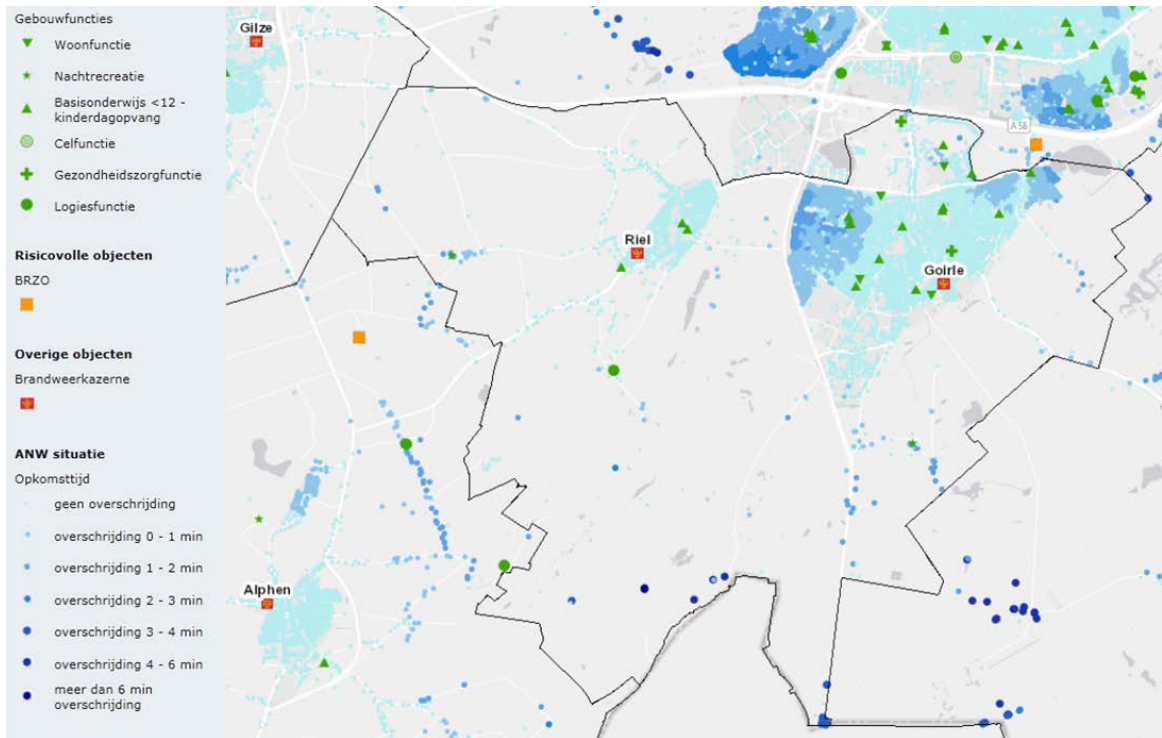 Gebouwfuncties
Woonfunctie
Nachtrecreatie
Basisonderwijs <12 -
kinderdagopvang
Celfunctie
Gezondheidszorgfunctie
Logiesfunctie
Risicovolle objecten
BRZO
Overige objecten
Brandweerkazerne
ANW situatie
Opkomsttijd
geen overschrijding
overschrijding 0 - 1 min
overschrijding 1 - 2 min
overschrijding 2 - 3 min
overschrijding 3 - 4 min
overschrijding 4 - 6 min
meer dan 6 min
overschrijding
Gilze
A 58
Riel
Goirle
Alphen